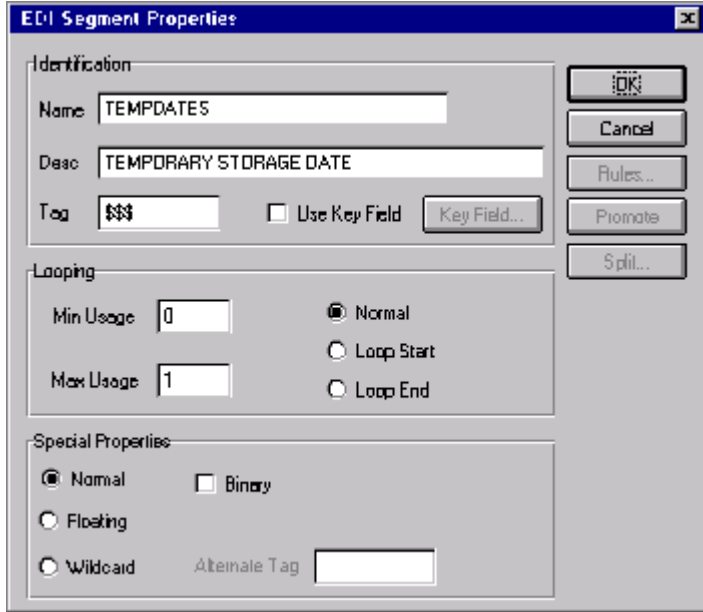 EDI Segment Properties
Identification
Name TEMPDATES
OK
Cancel
Desc TEMPORARY STORAGE DATE
Rules...
Tag $$$ Use Key Field Key Field...
Promote
Split...
Looping
Min Usage 0 Normal
Loop Start
Max Usage 1
Loop End
Special Properties
Normal Binary
Floating
Wildcard Alternate Tag